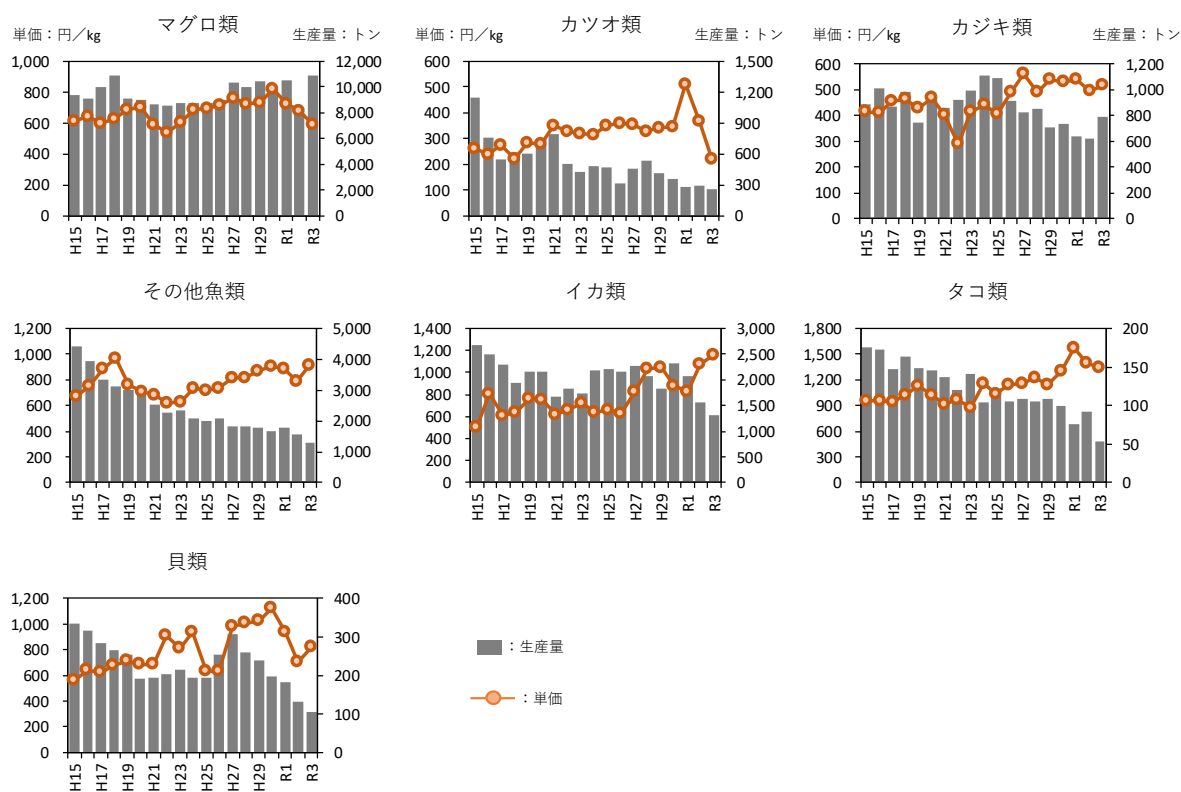 マグロ類
単価：円／kg
生産量：トン
1,000
800
600
400
200
0
12,000
10,000
8,000
6,000
4,000
2,000
0
H15
H17
H19
H21
H23
H25
H27
H29
R1
R3
カツオ類
単価：円／kg
生産量：トン
600
500
400
300
200
100
0
1,500
1,200
900
600
300
0
H15
H17
H19
H21
H23
H25
H27
H29
R1
R3
カジキ類
単価：円／kg
生産量：トン
600
500
400
300
200
100
0
1,200
1,000
800
600
400
200
0
H15
H17
H19
H21
H23
H25
H27
H29
R1
R3
その他魚類
1,200
1,000
800
600
400
200
0
5,000
4,000
3,000
2,000
1,000
0
H15
H17
H19
H21
H23
H25
H27
H29
R1
R3
イカ類
1,400
1,200
1,000
800
600
400
200
0
3,000
2,500
2,000
1,500
1,000
500
0
H15
H17
H19
H21
H23
H25
H27
H29
R1
R3
タコ類
1,800
1,500
1,200
900
600
300
0
200
150
100
50
0
H15
H17
H19
H21
H23
H25
H27
H29
R1
R3
貝類
1,200
1,000
800
600
400
200
0
400
300
200
100
0
H15
H17
H19
H21
H23
H25
H27
H29
R1
R3
：生産量
：単価